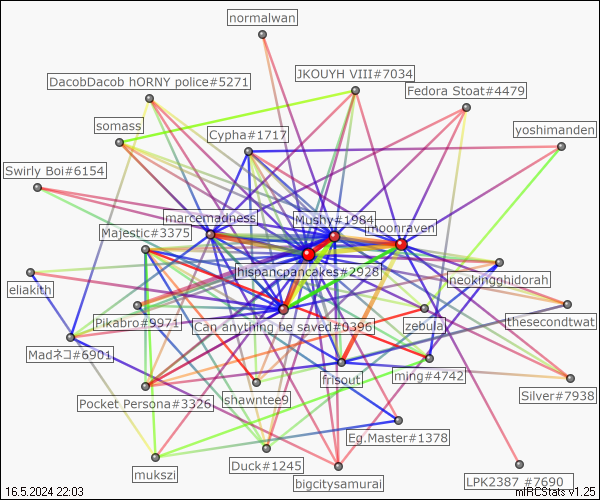 normalwan
JKOUYH VIII#7034
DacobDacob hORNY police#5271
Fedora Stoat#4479
somass
Cypha#1717
yoshimanden
Swirly Boi#6154
marcemadness
Mushy#1984
moonraven
Majestic#3375
hispancpancakes#2928
neokingghidorah
eliakith
Pikabro#9971
Can anything be saved#0396
zebula
thesecondtwat
Madネコ#6901
frisout
ming#4742
Pocket Persona#3326
shawntee9
Silver#7938
Eg.Master#1378
mukszi
Duck#1245
bigcitysamurai
LPK2387 #7690
16.5.2024 22:03
mIRCStats v1.25